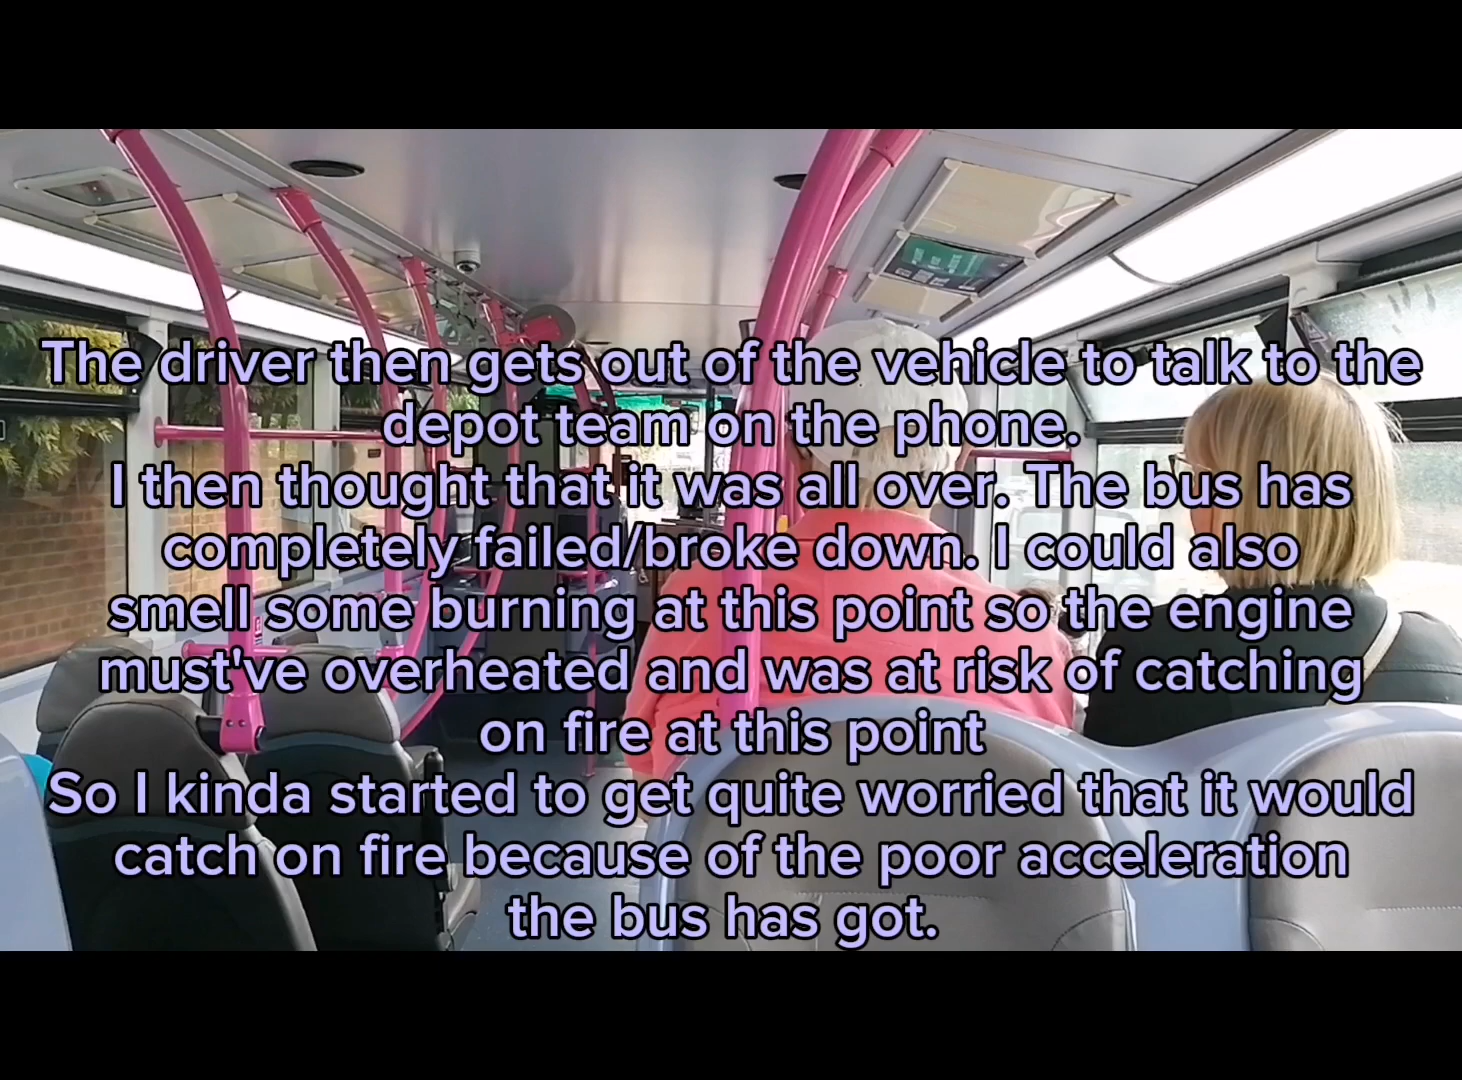 The driver then gets out of the vehicle to talk to the
depot team on the phone.
I then thought that it was all over. The bus has
completely failed/broke down. I could also
smell some burning at this point so the engine
must've overheated and was at risk of catching
on fire at this point
So I kinda started to get quite worried that it would
catch on fire because of the poor acceleration
the bus has got.